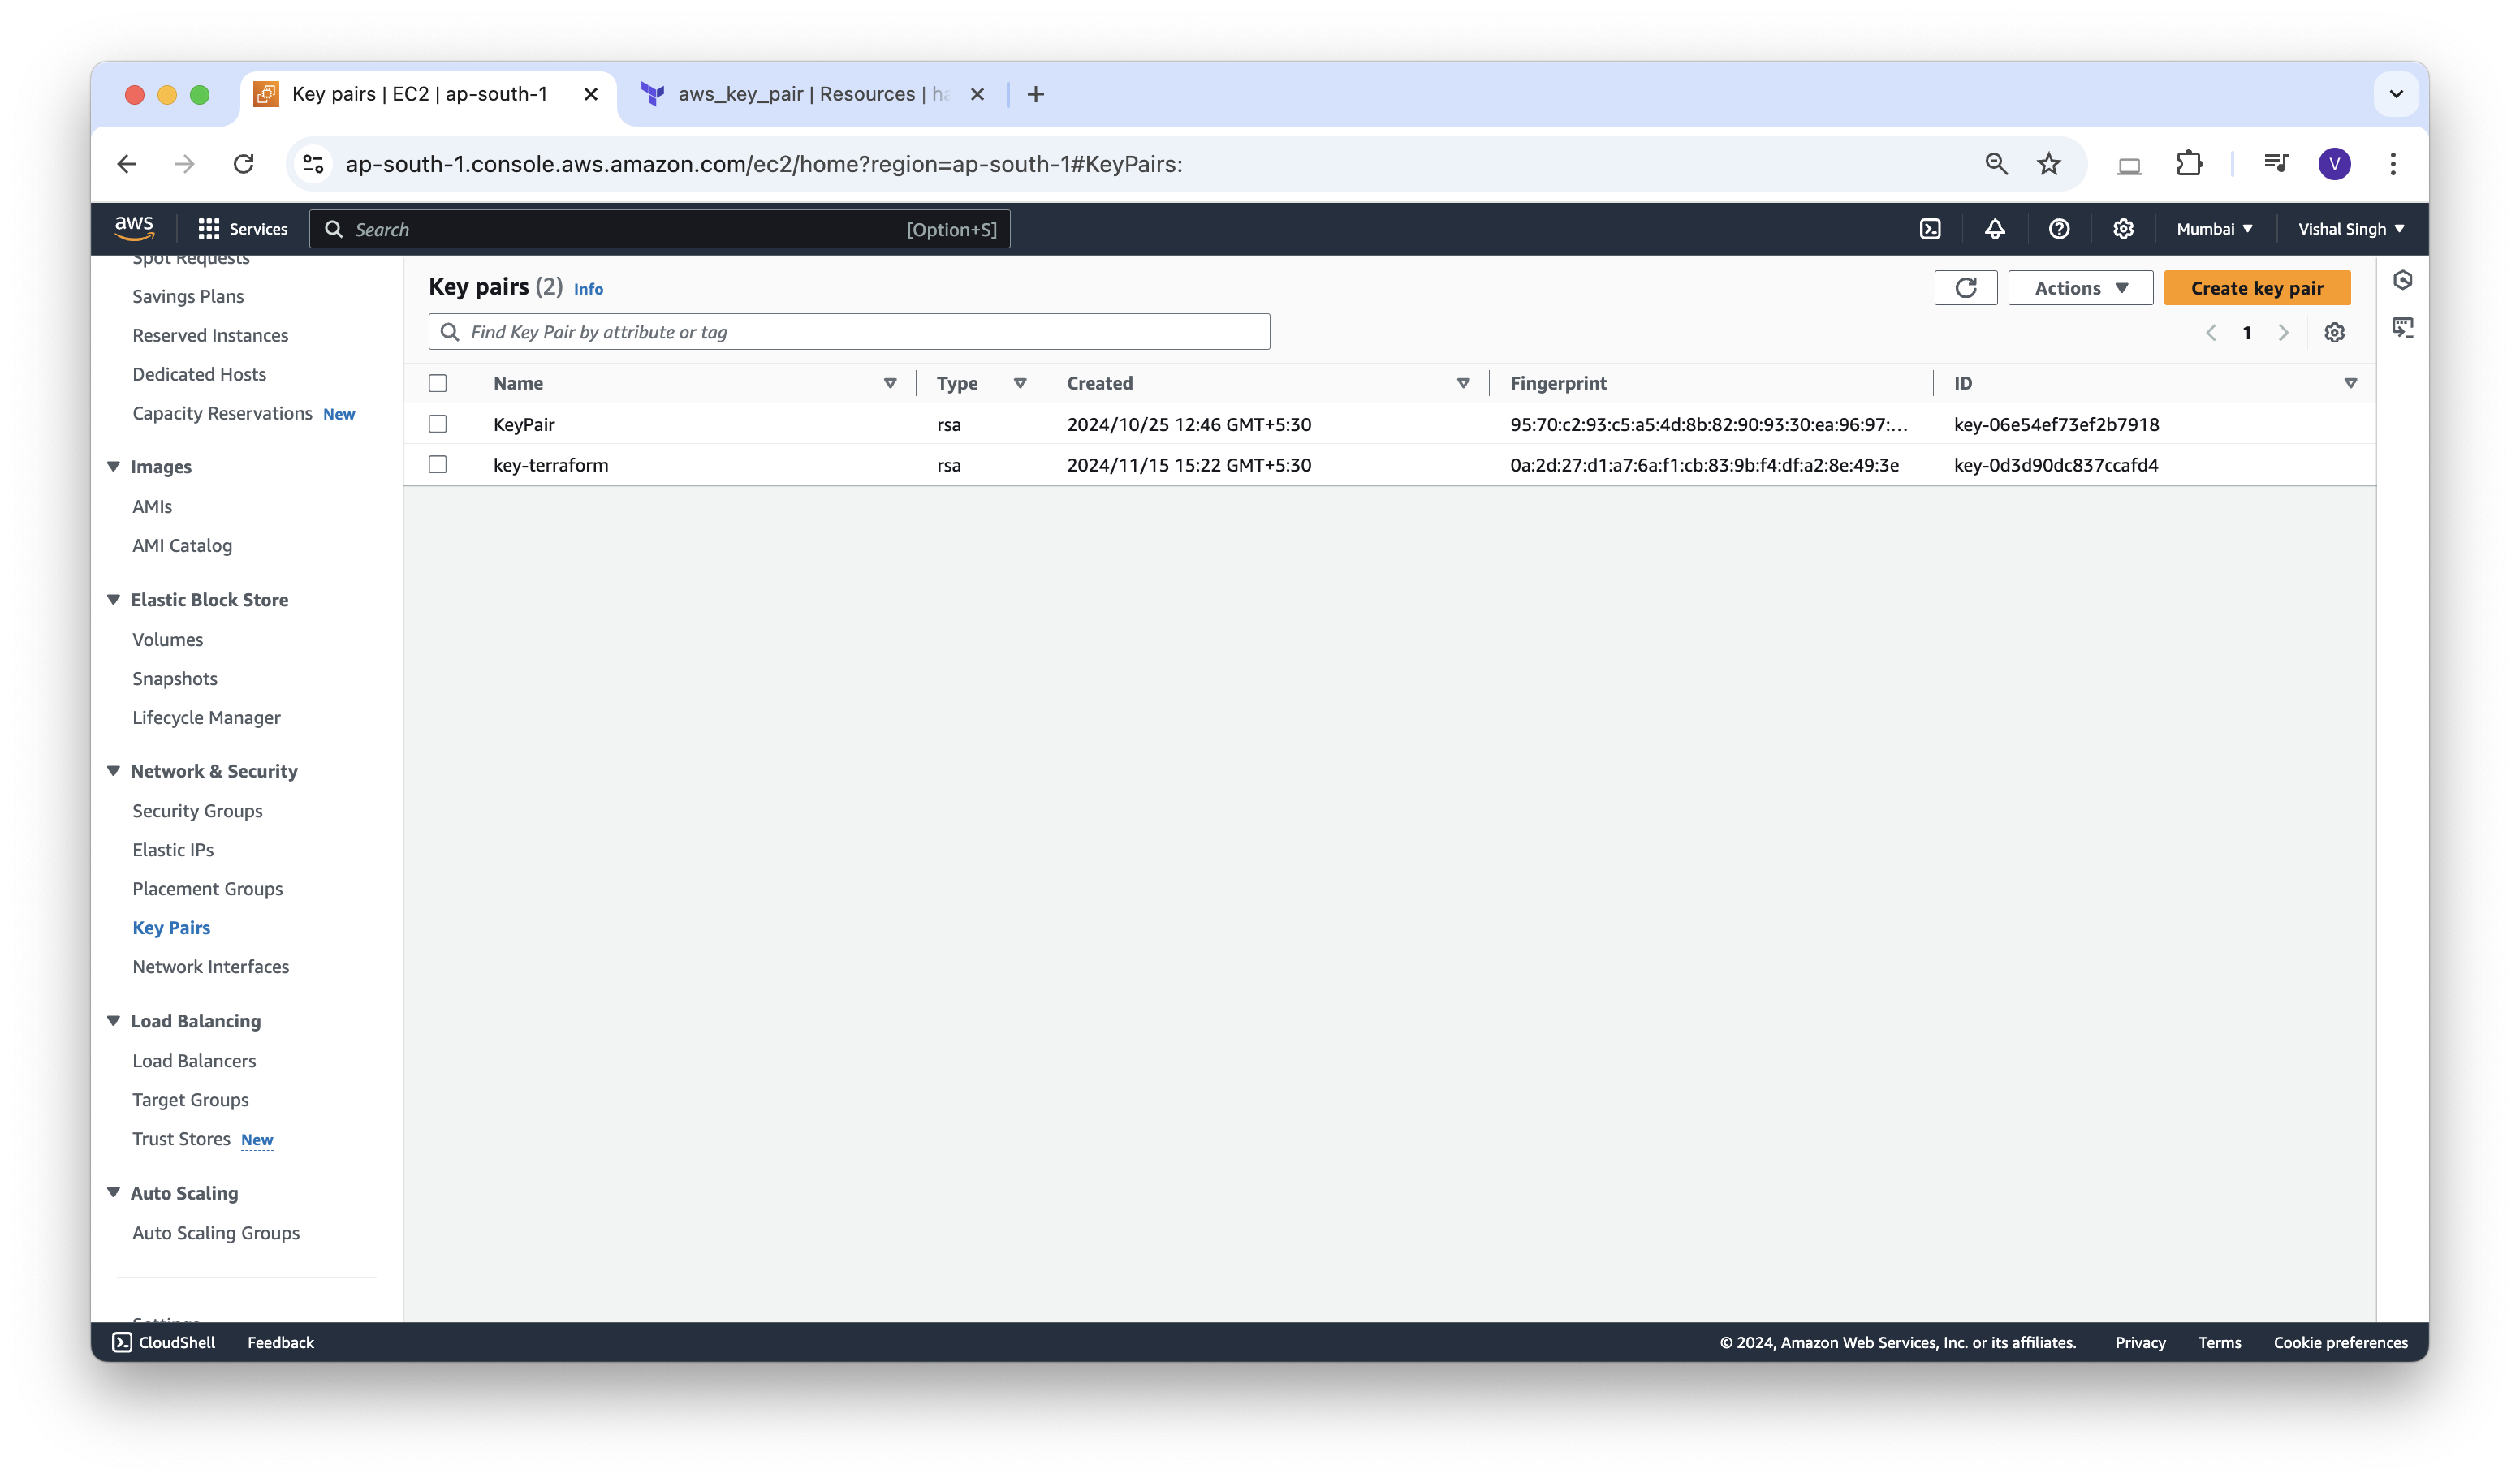 Key pairs | EC2 | ap-south-1
aws_key_pair | Resources | ha
ap-south-1.console.aws.amazon.com/ec2/home?region=ap-south-1#KeyPairs:
V
aws
Services
Search
[Option+S]
Mumbai
Vishal Singh
Spot Requests
Savings Plans
Reserved Instances
Dedicated Hosts
Capacity Reservations New
Images
AMIs
AMI Catalog
Elastic Block Store
Volumes
Snapshots
Lifecycle Manager
Network & Security
Security Groups
Elastic IPs
Placement Groups
Key Pairs
Network Interfaces
Load Balancing
Load Balancers
Target Groups
Trust Stores New
Auto Scaling
Auto Scaling Groups
Settings
Key pairs (2) Info
Actions
Create key pair
Find Key Pair by attribute or tag
1
Name Type Created Fingerprint ID
KeyPair rsa 2024/10/25 12:46 GMT+5:30 95:70:c2:93:c5:a5:4d:8b:82:90:93:30:ea:96:97:... key-06e54ef73ef2b7918
key-terraform rsa 2024/11/15 15:22 GMT+5:30 0a:2d:27:d1:a7:6a:f1:cb:83:9b:f4:df:a2:8e:49:3e key-0d3d90dc837ccafd4
CloudShell Feedback © 2024, Amazon Web Services, Inc. or its affiliates. Privacy Terms Cookie preferences